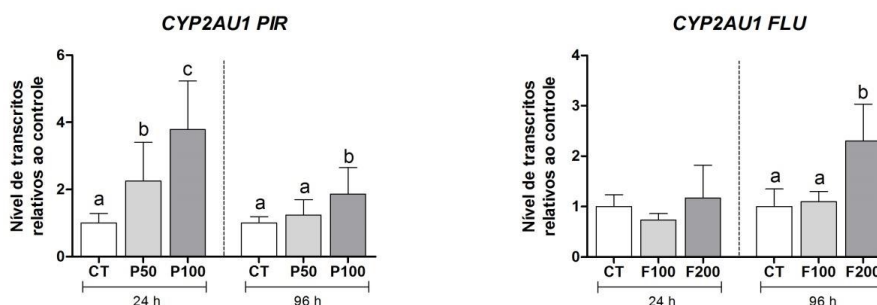 CYP2AU1 PIR
Nível de transcritos
relativos ao controle
6
4
2
0
a
b
c
a
a
b
CT P50 P100 CT P50 P100
24 h 96 h
CYP2AU1 FLU
Nível de transcritos
relativos ao controle
4
3
2
1
0
a
a
b
CT F100 F200 CT F100 F200
24 h 96 h